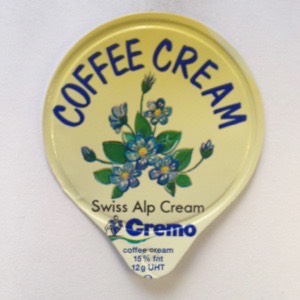 COFFEE CREAM
Swiss Alp Cream
Cremo
coffee cream
15% fat
12g UHT